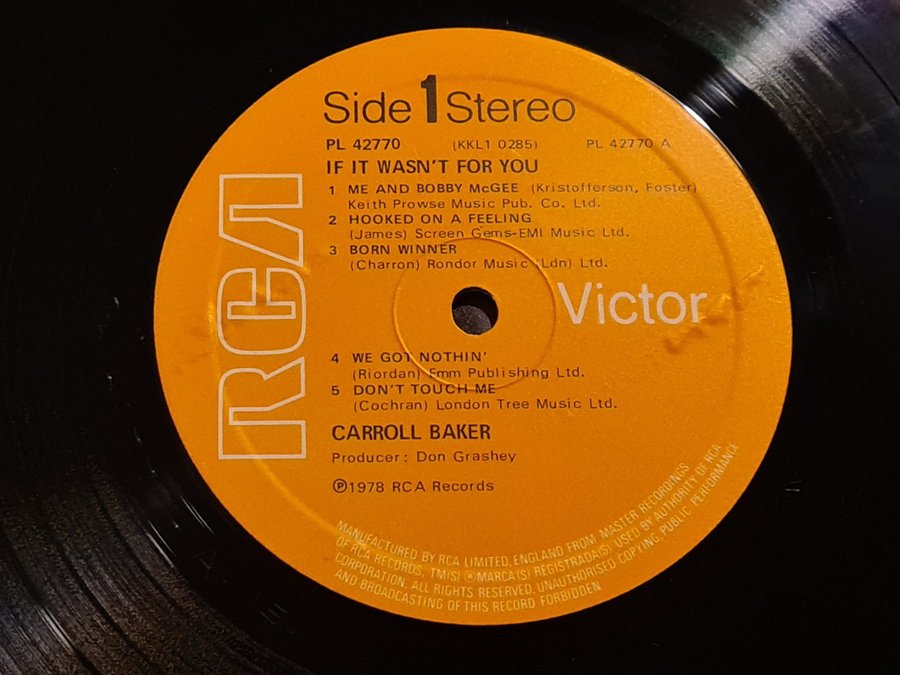 Side 1 Stereo
PL 42770 (KKL1 0285) PL 42770 A
IF IT WASN'T FOR YOU
1 ME AND BOBBY McGEE (Kristofferson, Foster)
Keith Prowse Music Pub. Co. Ltd.
2 HOOKED ON A FEELING
(James) Screen Gems-EMI Music Ltd.
3 BORN WINNER
(Charron) Rondor Music (Ldn) Ltd.
RCA
Victor
4 WE GOT NOTHIN'
(Riordan) Emm Publishing Ltd.
5 DON'T TOUCH ME
(Cochran) London Tree Music Ltd.
CARROLL BAKER
Producer: Don Grashey
Ⓟ1978 RCA Records
MANUFACTURED BY RCA LIMITED, ENGLAND FROM MASTER RECORDINGS
OF RCA RECORDS, TM(S) ® MARCA(S) REGISTRADA(S) USED BY AUTHORITY OF RCA
CORPORATION. ALL RIGHTS RESERVED. UNAUTHORISED COPYING, PUBLIC PERFORMANCE
AND BROADCASTING OF THIS RECORD FORBIDDEN